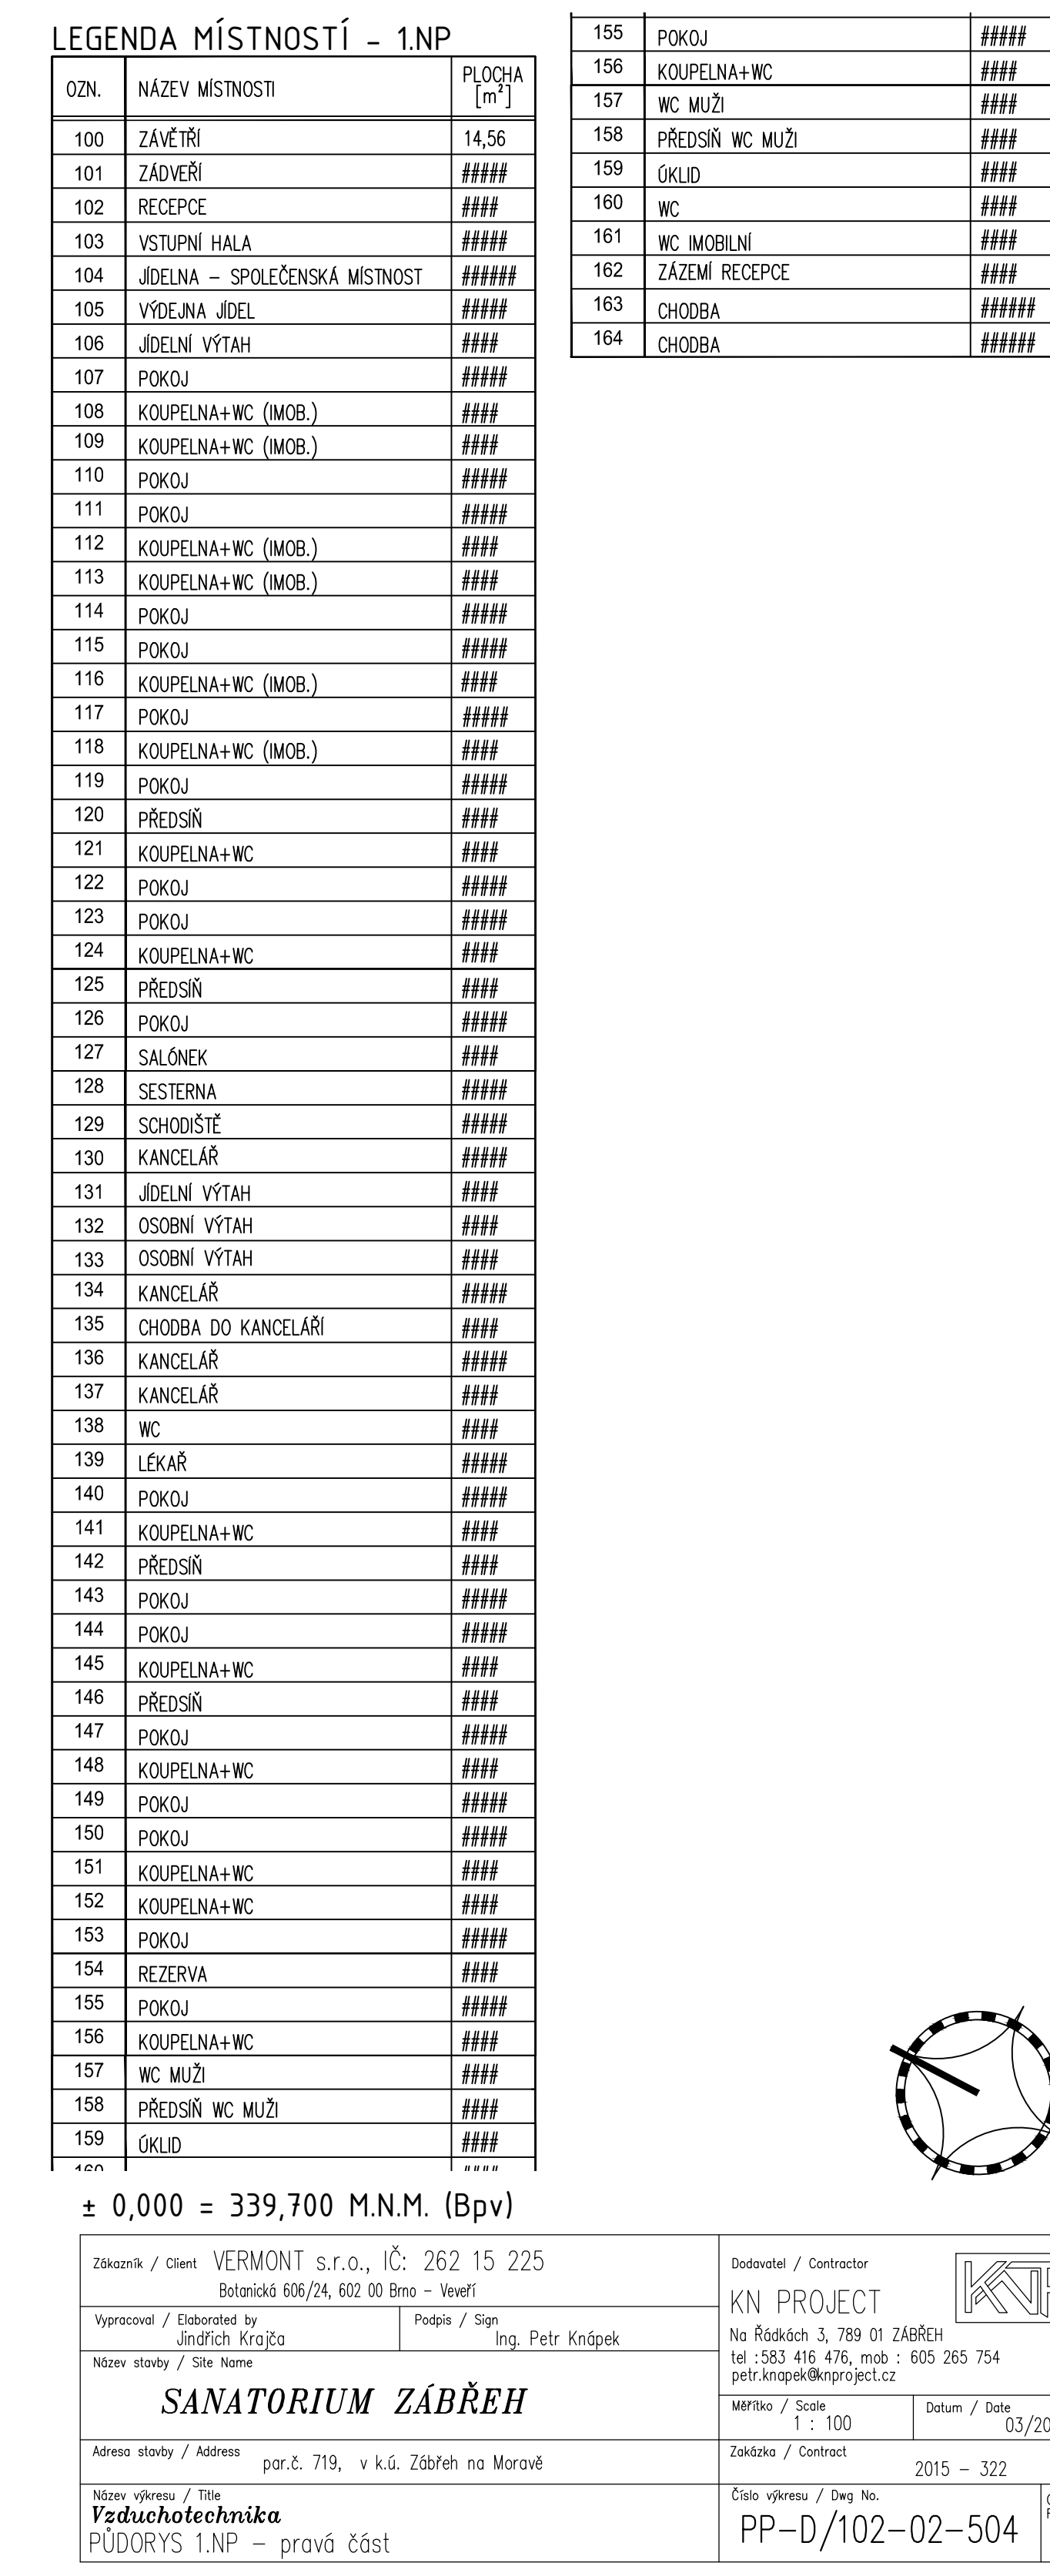 LEGENDA MÍSTNOSTÍ - 1.NP
OZN. NÁZEV MÍSTNOSTI PLOCHA [m²]
100 ZÁVĚTŘÍ 14,56
101 ZÁDVEŘÍ #####
102 RECEPCE ####
103 VSTUPNÍ HALA #####
104 JÍDELNA - SPOLEČENSKÁ MÍSTNOST ######
105 VÝDEJNA JÍDEL #####
106 JÍDELNÍ VÝTAH ####
107 POKOJ #####
108 KOUPELNA+WC (IMOB.) ####
109 KOUPELNA+WC (IMOB.) ####
110 POKOJ #####
111 POKOJ #####
112 KOUPELNA+WC (IMOB.) ####
113 KOUPELNA+WC (IMOB.) ####
114 POKOJ #####
115 POKOJ #####
116 KOUPELNA+WC (IMOB.) ####
117 POKOJ #####
118 KOUPELNA+WC (IMOB.) ####
119 POKOJ #####
120 PŘEDSÍŇ ####
121 KOUPELNA+WC ####
122 POKOJ #####
123 POKOJ #####
124 KOUPELNA+WC ####
125 PŘEDSÍŇ ####
126 POKOJ #####
127 SALÓNEK ####
128 SESTERNA #####
129 SCHODIŠTĚ #####
130 KANCELÁŘ #####
131 JÍDELNÍ VÝTAH ####
132 OSOBNÍ VÝTAH ####
133 OSOBNÍ VÝTAH ####
134 KANCELÁŘ #####
135 CHODBA DO KANCELÁŘÍ ####
136 KANCELÁŘ #####
137 KANCELÁŘ ####
138 WC ####
139 LÉKAŘ #####
140 POKOJ #####
141 KOUPELNA+WC ####
142 PŘEDSÍŇ ####
143 POKOJ #####
144 POKOJ #####
145 KOUPELNA+WC ####
146 PŘEDSÍŇ ####
147 POKOJ #####
148 KOUPELNA+WC ####
149 POKOJ #####
150 POKOJ #####
151 KOUPELNA+WC ####
152 KOUPELNA+WC ####
153 POKOJ #####
154 REZERVA ####
155 POKOJ #####
156 KOUPELNA+WC ####
157 WC MUŽI ####
158 PŘEDSÍŇ WC MUŽI ####
159 ÚKLID ####
160 ####
155 POKOJ #####
156 KOUPELNA+WC ####
157 WC MUŽI ####
158 PŘEDSÍŇ WC MUŽI ####
159 ÚKLID ####
160 WC ####
161 WC IMOBILNÍ ####
162 ZÁZEMÍ RECEPCE ####
163 CHODBA ######
164 CHODBA ######
± 0,000 = 339,700 M.N.M. (Bpv)
Zákazník / Client VERMONT s.r.o., IČ: 262 15 225
Botanická 606/24, 602 00 Brno - Veveří
Vypracoval / Elaborated by
Jindřich Krajča
Podpis / Sign
Ing. Petr Knápek
Název stavby / Site Name
SANATORIUM ZÁBŘEH
Adresa stavby / Address par.č. 719, v k.ú. Zábřeh na Moravě
Název výkresu / Title
Vzduchotechnika
PŮDORYS 1.NP - pravá část
Dodavatel / Contractor
KN PROJECT
Na Řádkách 3, 789 01 ZÁBŘEH
tel :583 416 476, mob : 605 265 754
petr.knapek@knproject.cz
Měřítko / Scale
1 : 100
Datum / Date
03/20
Zakázka / Contract
2015 - 322
Číslo výkresu / Dwg No.
PP-D/102-02-504